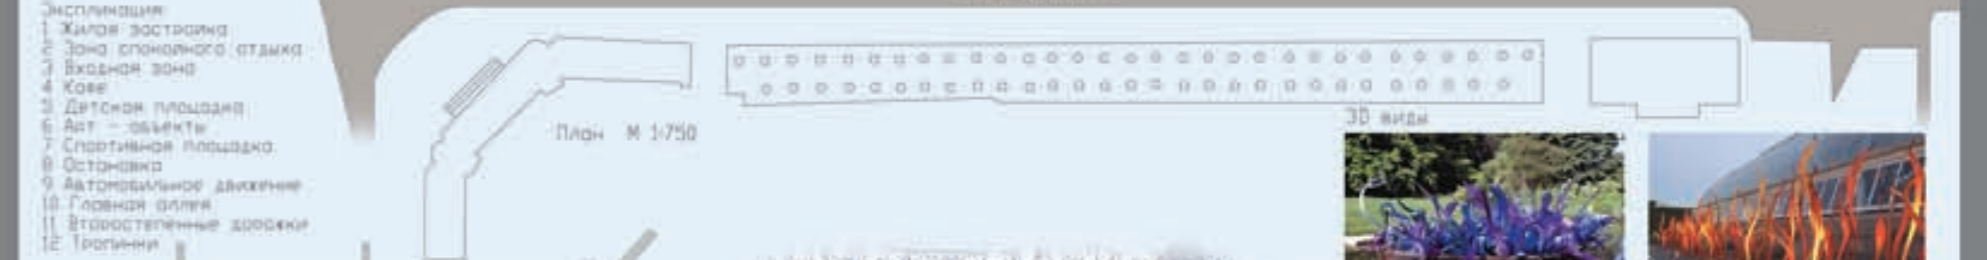 Экспликация
1 Жилая застройка
2 Зона спокойного отдыха
3 Входная зона
4 Кафе
5 Детская площадка
6 Арт - объекты
7 Спортивная площадка
8 Остановка
9 Автомобильное движение
10 Главная аллея
11 Второстепенные дорожки
12 Тропинки
План М 1:750
3D виды